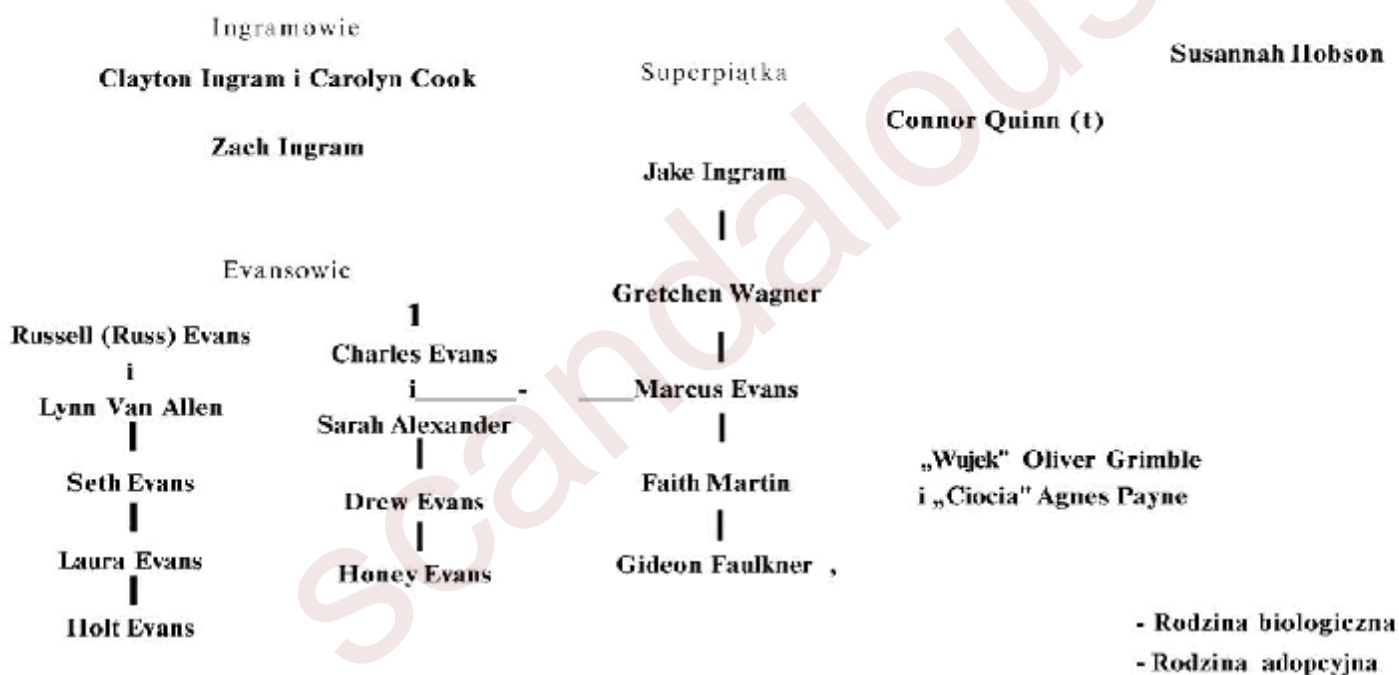 Ingramowie
Clayton Ingram i Carolyn Cook
Zach Ingram
Superpiątka
Susannah Hobson
Connor Quinn (t)
Jake Ingram
Gretchen Wagner
Marcus Evans
Faith Martin
Gideon Faulkner ,
Evansowie
Russell (Russ) Evans
i
Lynn Van Allen
Seth Evans
Laura Evans
Holt Evans
1
Charles Evans
i______-
Sarah Alexander
Drew Evans
Honey Evans
„Wujek" Oliver Grimble
i „Ciocia" Agnes Payne
- Rodzina biologiczna
- Rodzina adopcyjna
scandalous